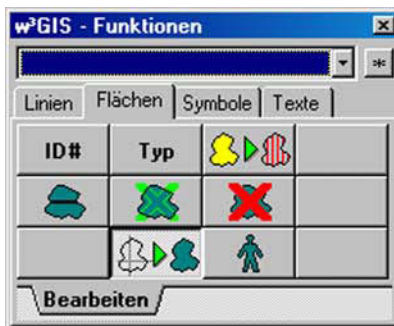 w³GIS - Funktionen
Linien Flächen Symbole Texte
ID# Typ
Bearbeiten